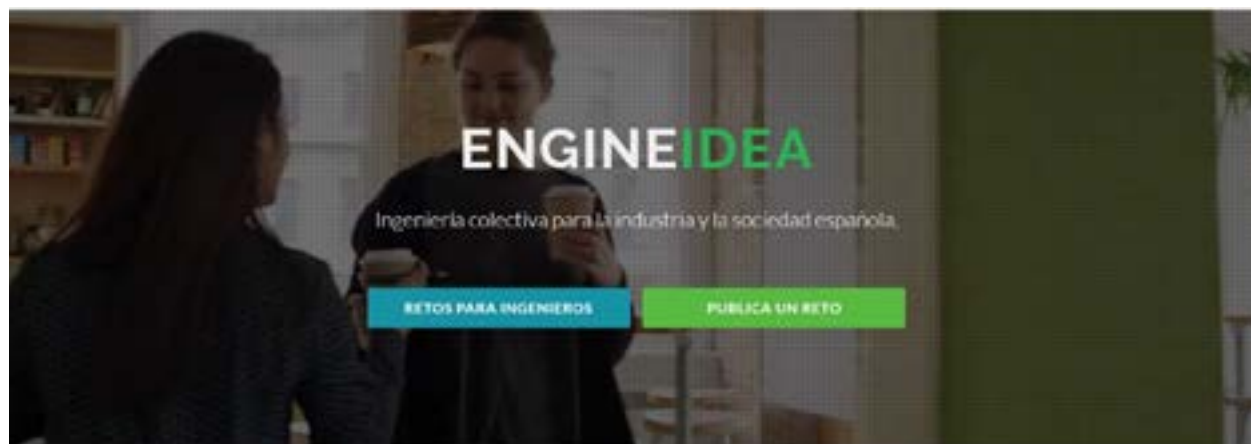 ENGINEIDEA
Ingeniería colectiva para la industria y la sociedad española.
RETOS PARA INGENIEROS
PUBLICA UN RETO